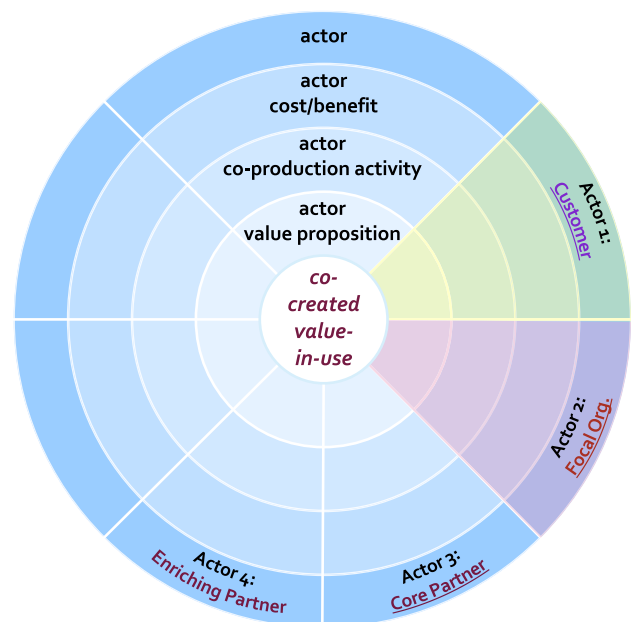 actor
actor
cost/benefit
actor
co-production activity
actor
value proposition
co-
created
value-
in-use
Actor 1:
Customer
Actor 2:
Focal Org.
Actor 3:
Core Partner
Actor 4:
Enriching Partner